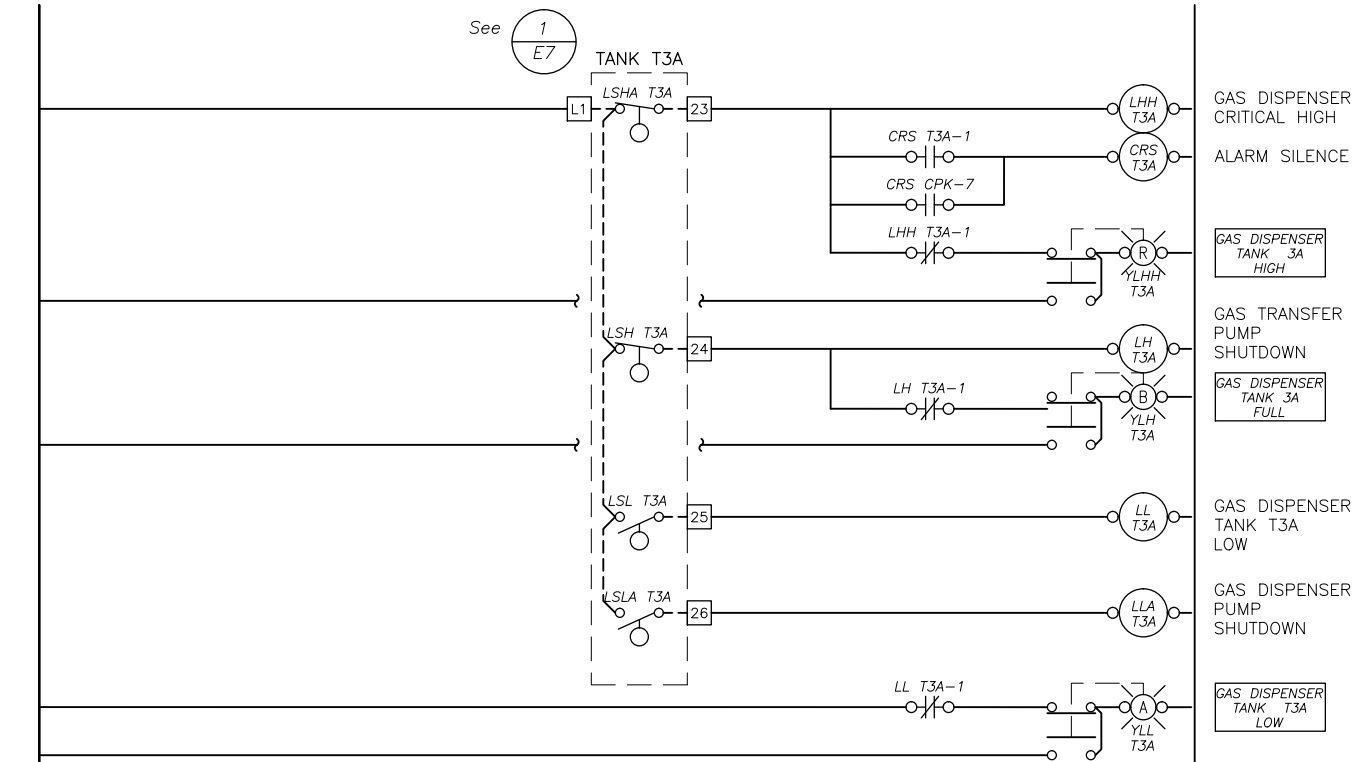 See
1
E7
TANK T3A
LSHA T3A
L1
23
LHH
T3A
GAS DISPENSER
CRITICAL HIGH
CRS T3A-1
CRS
T3A
ALARM SILENCE
CRS CPK-7
LHH T3A-1
R
YLHH
T3A
GAS DISPENSER
TANK 3A
HIGH
LSH T3A
24
LH
T3A
GAS TRANSFER
PUMP
SHUTDOWN
LH T3A-1
B
YLH
T3A
GAS DISPENSER
TANK 3A
FULL
LSL T3A
25
LL
T3A
GAS DISPENSER
TANK T3A
LOW
LSLA T3A
26
LLA
T3A
GAS DISPENSER
PUMP
SHUTDOWN
LL T3A-1
A
YLL
T3A
GAS DISPENSER
TANK T3A
LOW